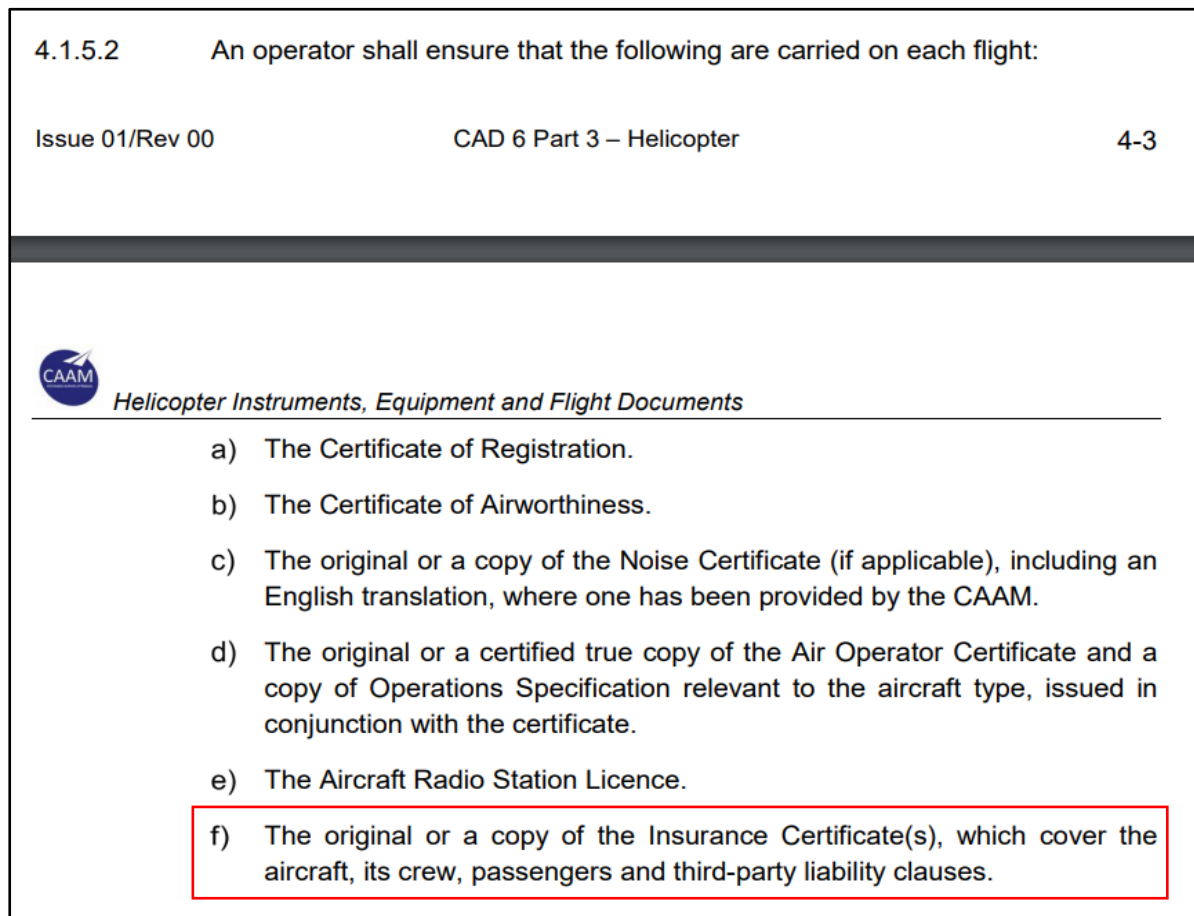 4.1.5.2 An operator shall ensure that the following are carried on each flight:
Issue 01/Rev 00 CAD 6 Part 3 – Helicopter 4-3
CAAM
Helicopter Instruments, Equipment and Flight Documents
a) The Certificate of Registration.
b) The Certificate of Airworthiness.
c) The original or a copy of the Noise Certificate (if applicable), including an
English translation, where one has been provided by the CAAM.
d) The original or a certified true copy of the Air Operator Certificate and a
copy of Operations Specification relevant to the aircraft type, issued in
conjunction with the certificate.
e) The Aircraft Radio Station Licence.
f) The original or a copy of the Insurance Certificate(s), which cover the
aircraft, its crew, passengers and third-party liability clauses.